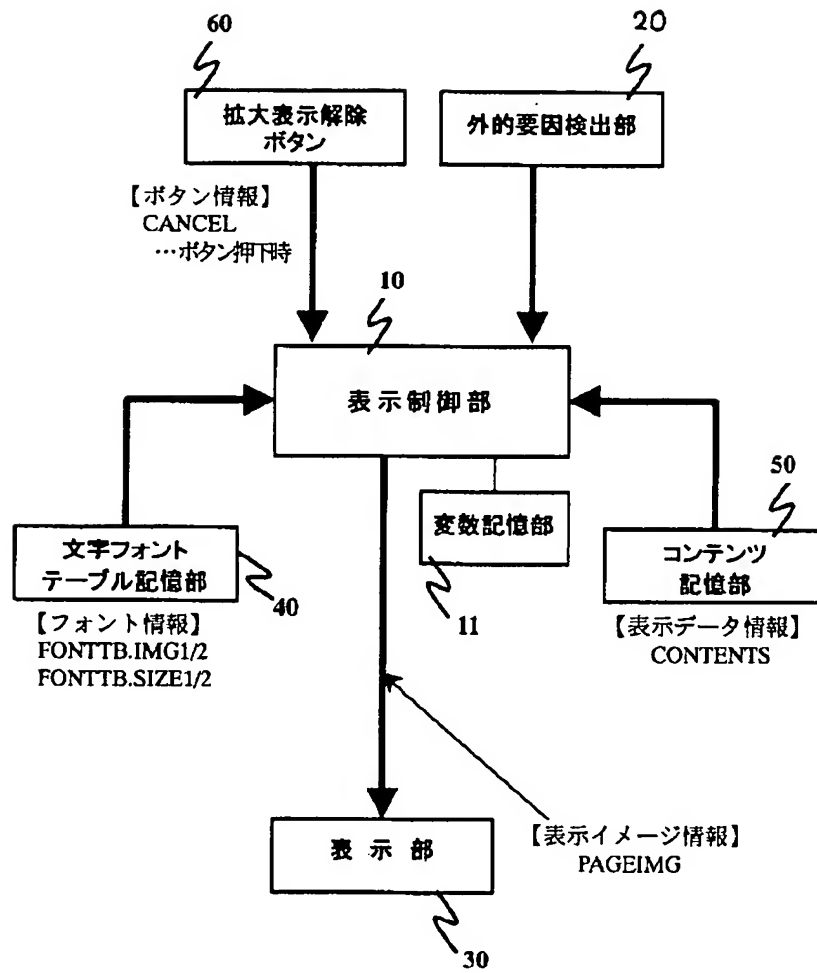 60
20
拡大表示解除
ボタン
外的要因検出部
【ボタン情報】
CANCEL
…ボタン押下時
10
表示制御部
50
変数記憶部
文字フォント
テーブル記憶部
コンテンツ
記憶部
40
11
【フォント情報】
FONTTB.IMG1/2
FONTTB.SIZE1/2
【表示データ情報】
CONTENTS
【表示イメージ情報】
PAGEIMG
表示部
30